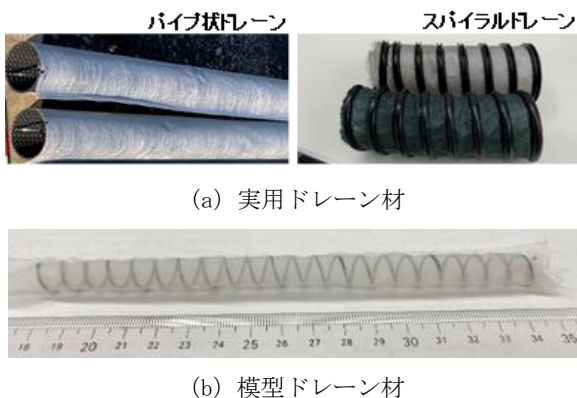 パイプ状ドレーン
スパイラルドレーン
(a) 実用ドレーン材
18 19 20 21 22 23 24 25 26 27 28 29 30 31 32 33 34 35
(b) 模型ドレーン材